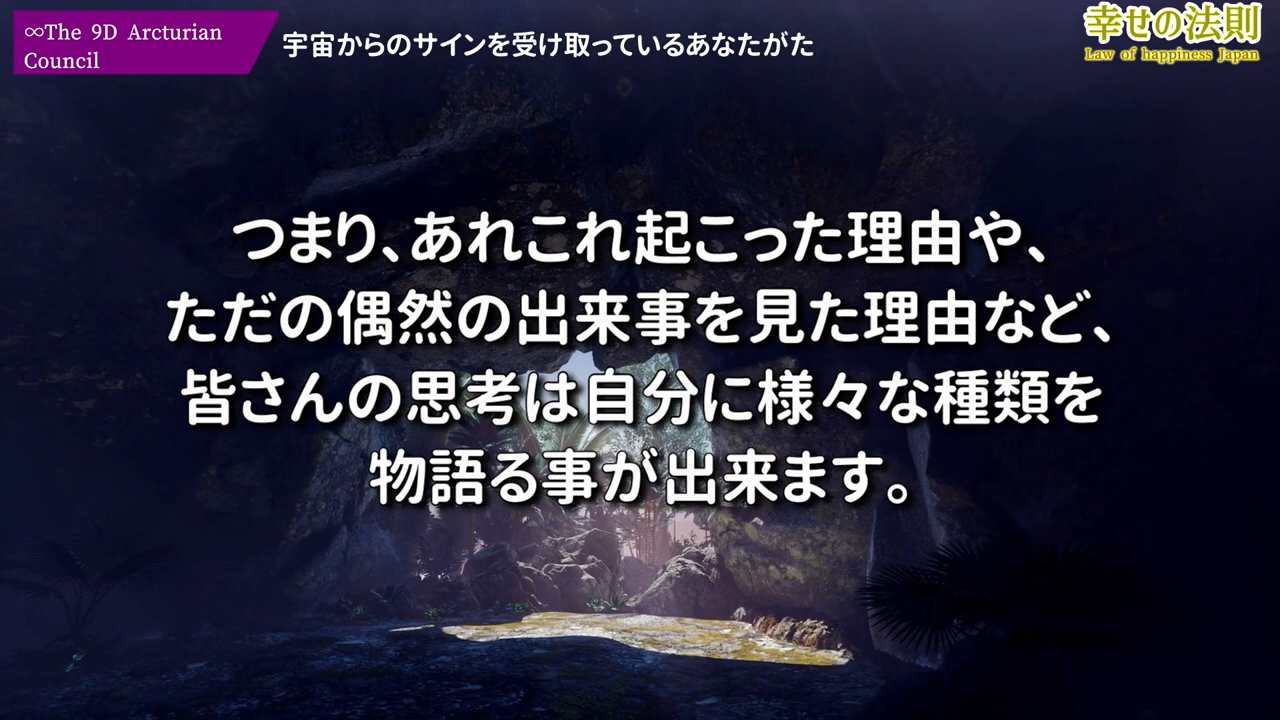 ∞The 9D Arcturian
Council
宇宙からのサインを受け取っているあなたがた
幸せの法則
Law of happiness Japan
つまり、あれこれ起こった理由や、
ただの偶然の出来事を見た理由など、
皆さんの思考は自分に様々な種類を
物語る事が出来ます。